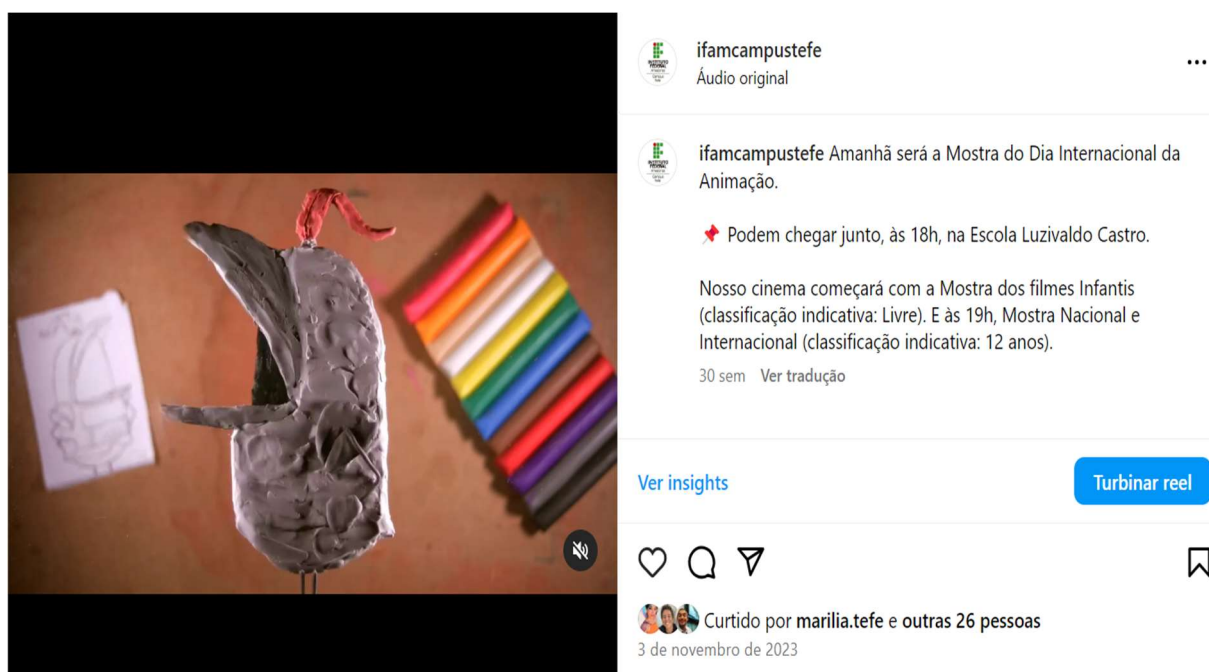 ifamcampustefe
Áudio original
ifamcampustefe Amanhã será a Mostra do Dia Internacional da
Animação.
📌 Podem chegar junto, às 18h, na Escola Luzivaldo Castro.
Nosso cinema começará com a Mostra dos filmes Infantis
(classificação indicativa: Livre). E às 19h, Mostra Nacional e
Internacional (classificação indicativa: 12 anos).
30 sem Ver tradução
Ver insights
Turbinar reel
Curtido por marilia.tefe e outras 26 pessoas
3 de novembro de 2023